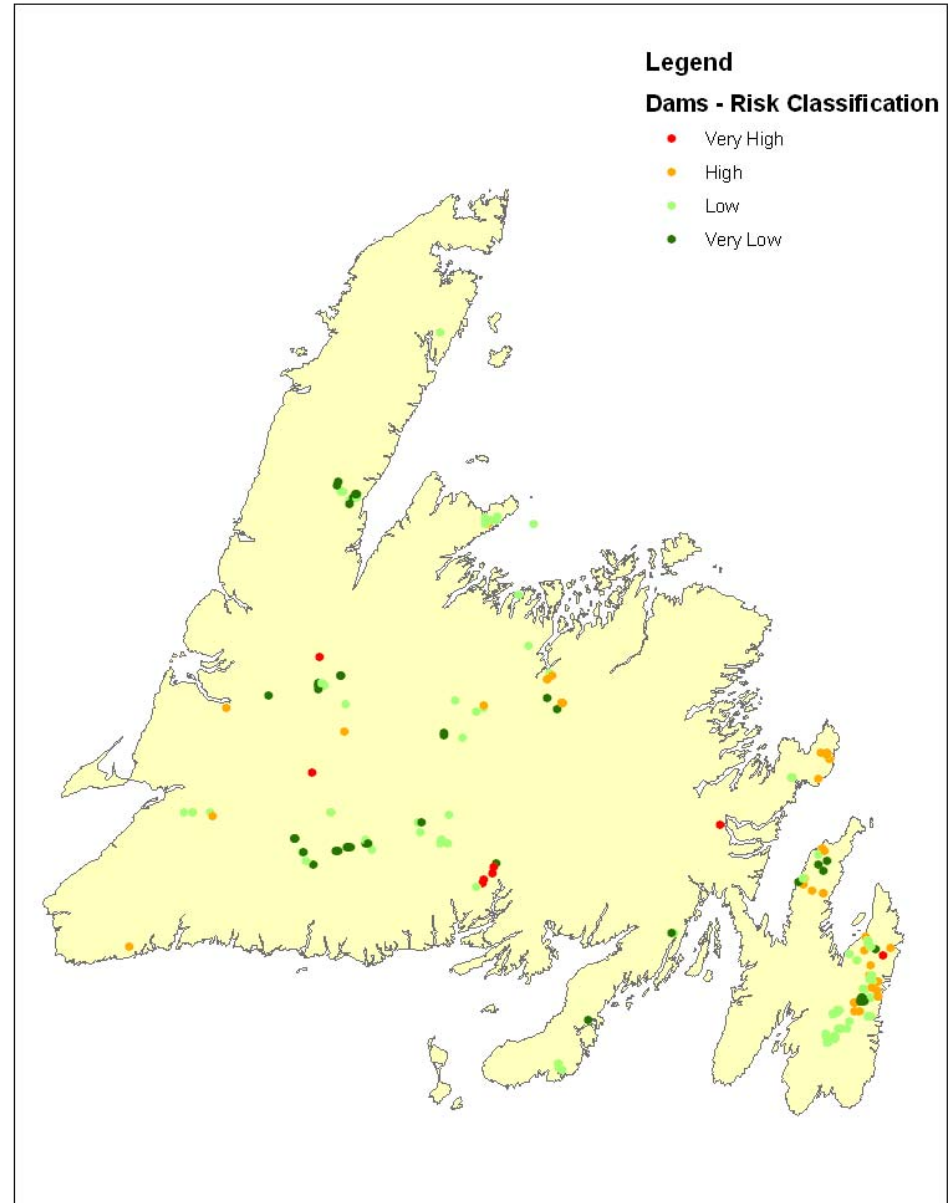 Legend
Dams - Risk Classification
Very High
High
Low
Very Low